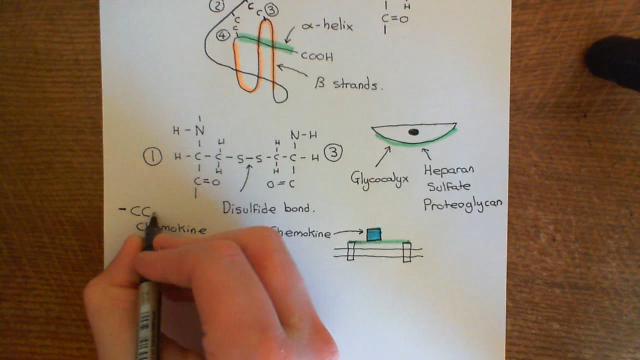 ②
C
C
C
C
③
④
α-helix
COOH
β strands.
H
C=O
H-N
H H
N-H
① H-C-C-S-S-C-C-H ③
H H
C=O
O=C
Disulfide bond.
Glycocalyx
Heparan
Sulfate
Proteoglycan
- CC
Chemokine
Chemokine